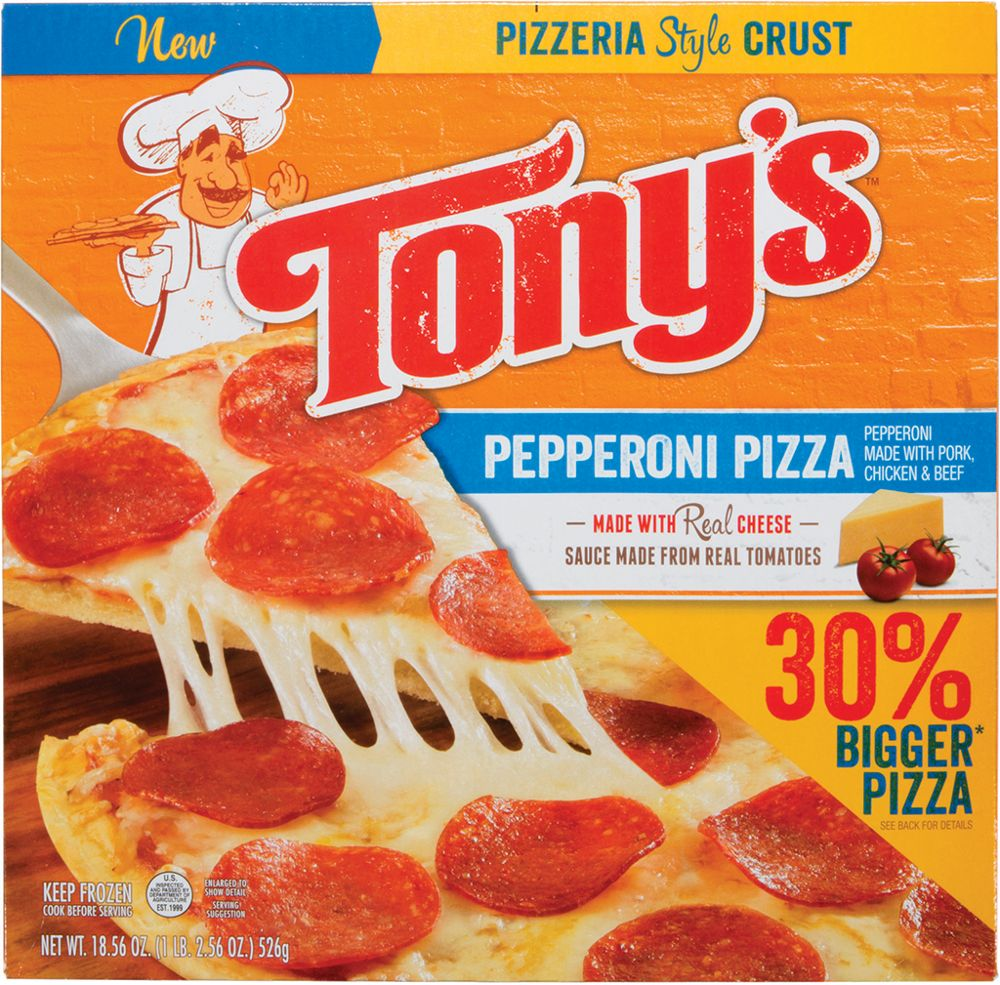 New
PIZZERIA Style CRUST
Tony's™
PEPPERONI PIZZA
PEPPERONI
MADE WITH PORK,
CHICKEN & BEEF
— MADE WITH Real CHEESE —
SAUCE MADE FROM REAL TOMATOES
30%
BIGGER*
PIZZA
SEE BACK FOR DETAILS
KEEP FROZEN
COOK BEFORE SERVING
U.S.
INSPECTED
AND PASSED BY
DEPARTMENT OF
AGRICULTURE
EST. 1999
ENLARGED TO
SHOW DETAIL
SERVING
SUGGESTION
NET WT. 18.56 OZ. (1 LB. 2.56 OZ.) 526g